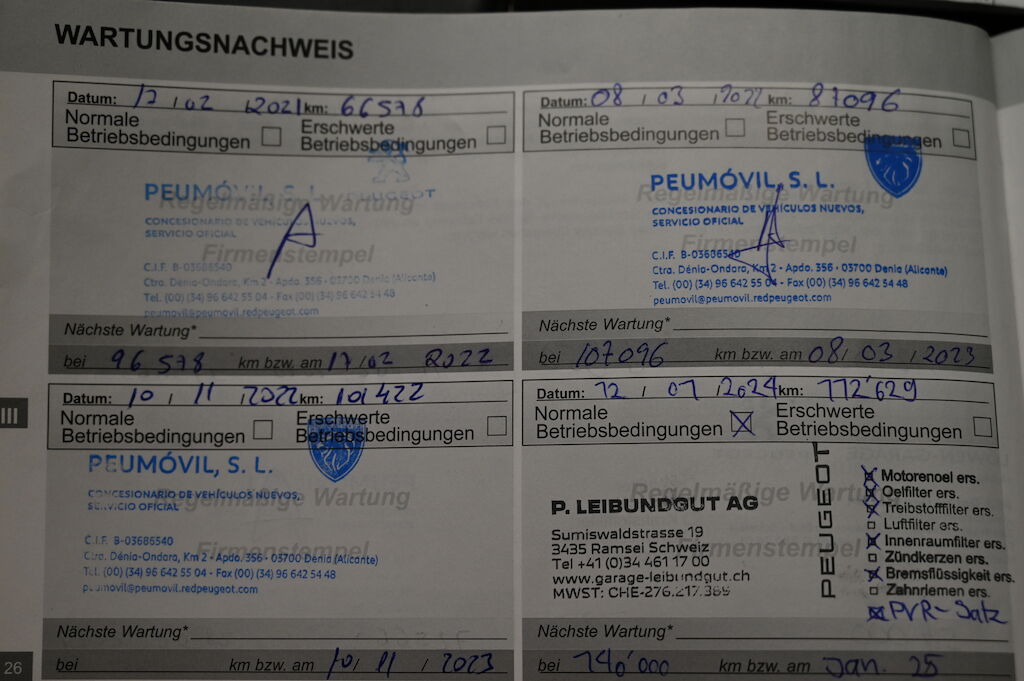 WARTUNGSNACHWEIS
Datum: 17 / 02 / 2021 km: 66578
Normale
Betriebsbedingungen
Erschwerte
Betriebsbedingungen
PEUMÓVIL, S. L. PEUGEOT
Regelmäßige Wartung
CONCESIONARIO DE VEHÍCULOS NUEVOS,
SERVICIO OFICIAL
Firmenstempel
C.I.F. B-03686540
Ctra. Dénia-Ondara, Km 2 - Apdo. 356 - 03700 Denia (Alicante)
Tel. (00) (34) 96 642 55 04 - Fax (00) (34) 96 642 54 48
peumovil@peumovil.redpeugeot.com
Nächste Wartung*
bei 96578 km bzw. am 17 / 02 2022
Datum: 08 / 03 / 2022 km: 87096
Normale
Betriebsbedingungen
Erschwerte
Betriebsbedingungen
PEUMÓVIL, S. L.
Regelmäßige Wartung
CONCESIONARIO DE VEHÍCULOS NUEVOS,
SERVICIO OFICIAL
Firmenstempel
C.I.F. B-03686540
Ctra. Dénia-Ondara, Km 2 - Apdo. 356 - 03700 Denia (Alicante)
Tel. (00) (34) 96 642 55 04 - Fax (00) (34) 96 642 54 48
peumovil@peumovil.redpeugeot.com
Nächste Wartung*
bei 107096 km bzw. am 08 / 03 / 2023
III
Datum: 10 / 11 / 2022 km: 101422
Normale
Betriebsbedingungen
Erschwerte
Betriebsbedingungen
PEUMÓVIL, S. L.
Regelmäßige Wartung
CONCESIONARIO DE VEHÍCULOS NUEVOS,
SERVICIO OFICIAL
Firmenstempel
C.I.F. B-03686540
Ctra. Dénia-Ondara, Km 2 - Apdo. 356 - 03700 Denia (Alicante)
Tel. (00) (34) 96 642 55 04 - Fax (00) (34) 96 642 54 48
peumovil@peumovil.redpeugeot.com
Nächste Wartung*
bei km bzw. am 10 / 11 / 2023
Datum: 12 / 07 / 2024 km: 112'629
Normale
Betriebsbedingungen
Erschwerte
Betriebsbedingungen
Regelmäßige Wartung
Firmenstempel
P. LEIBUNDGUT AG
Sumiswaldstrasse 19
3435 Ramsei Schweiz
Tel +41 (0)34 461 17 00
www.garage-leibundgut.ch
MWST: CHE-276.217.389
PEUGEOT
Motorenoel ers.
Oelfilter ers.
Treibstofffilter ers.
Luftfilter ers.
Innenraumfilter ers.
Zündkerzen ers.
Bremsflüssigkeit ers.
Zahnriemen ers.
PVR-Satz
Nächste Wartung*
bei 140'000 km bzw. am Jan. 25
26